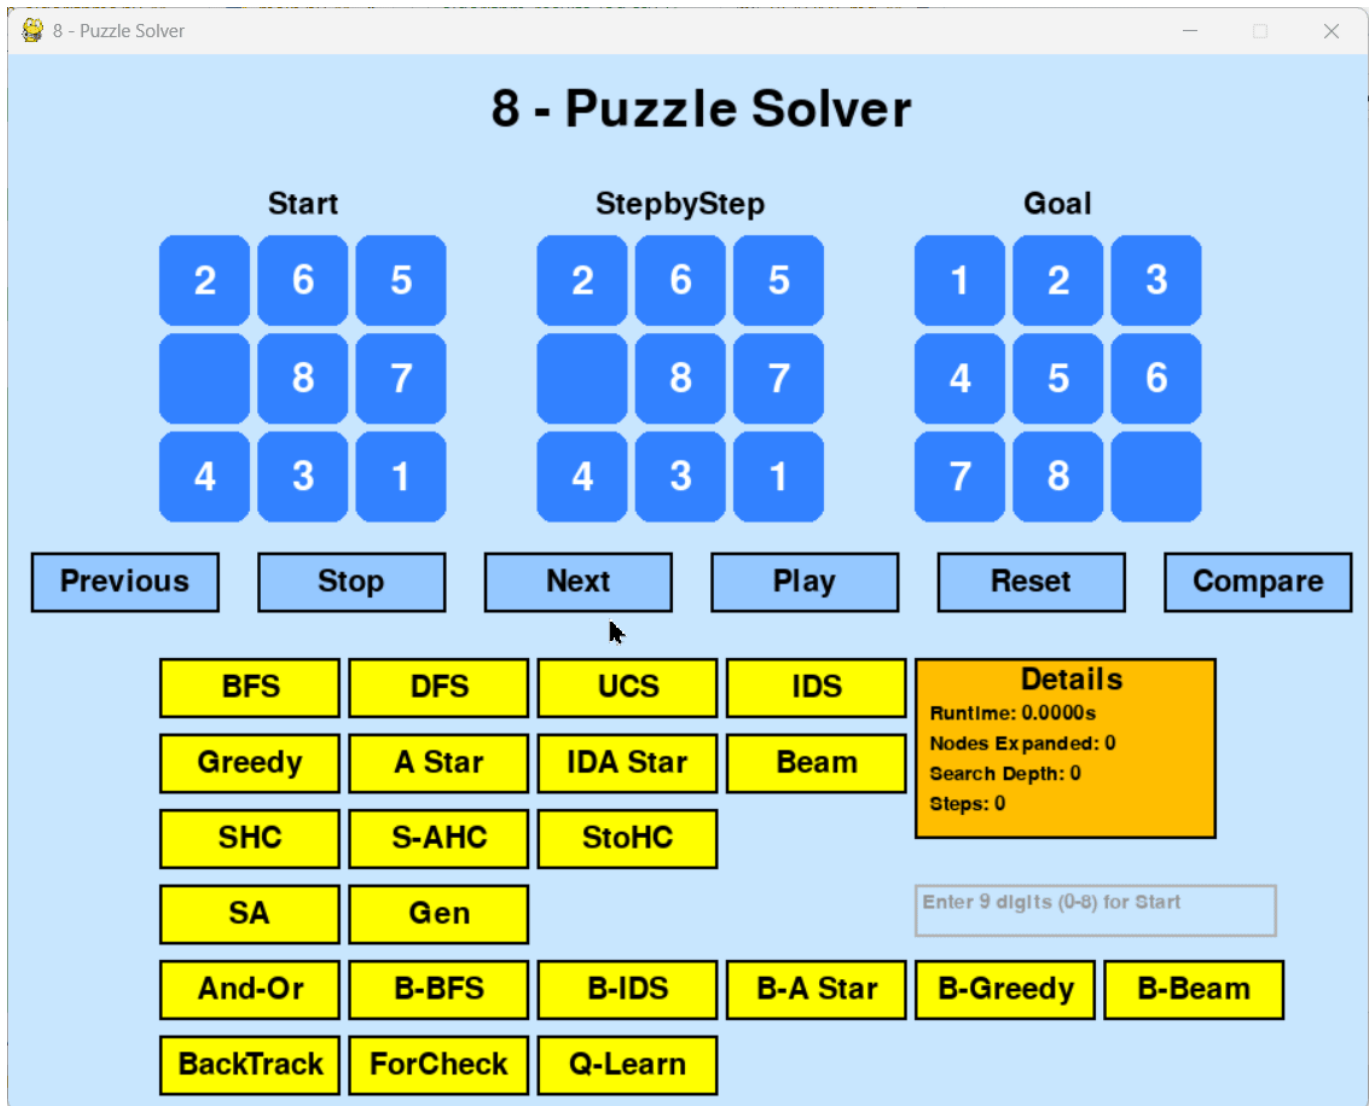 8 - Puzzle Solver
8 - Puzzle Solver
Start StepbyStep Goal
2 6 5 2 6 5 1 2 3
8 7 8 7 4 5 6
4 3 1 4 3 1 7 8
Previous Stop Next Play Reset Compare
BFS DFS UCS IDS
Details
Runtime: 0.0000s
Nodes Expanded: 0
Search Depth: 0
Steps: 0
Greedy A Star IDA Star Beam
SHC S-AHC StoHC
SA Gen
Enter 9 digits (0-8) for Start
And-Or B-BFS B-IDS B-A Star B-Greedy B-Beam
BackTrack ForCheck Q-Learn